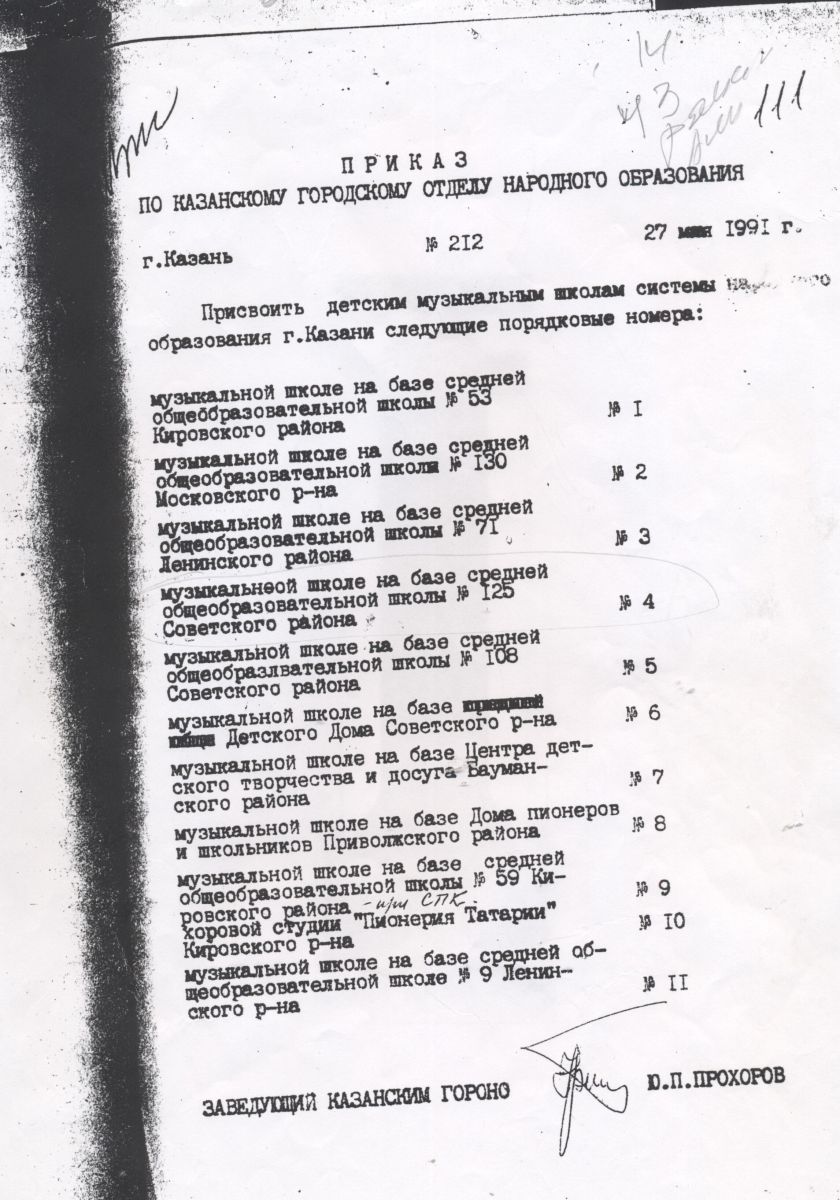 14
№3
111
ПРИКАЗ
ПО КАЗАНСКОМУ ГОРОДСКОМУ ОТДЕЛУ НАРОДНОГО ОБРАЗОВАНИЯ
г.Казань № 212 27 мая 1991 г.
Присвоить детским музыкальным школам системы
образования г.Казани следующие порядковые номера:
музыкальной школе на базе средней
общеобразовательной школы № 53
Кировского района № I
музыкальной школе на базе средней
общеобразовательной школы № 130
Московского р-на № 2
музыкальной школе на базе средней
общеобразовательной школы № 71
Ленинского района № 3
музыкальнеой школе на базе средней
общеобразовательной школы № 125
Советского района № 4
музыкальной школе на базе средней
общеобразлвательной школы № 108
Советского района № 5
музыкальной школе на базе
Детского Дома Советского р-на № 6
музыкальной школе на базе Центра дет-
ского творчества и досуга Бауман-
ского района № 7
музыкальной школе на базе Дома пионеров
и школьников Приволжского района № 8
музыкальной школе на базе средней
общеобразовательной школы № 59 Ки-
ровского района - при СПК № 9
хоровой студии "Пионерия Татарии"
Кировского р-на № 10
музыкальной школе на базе средней об-
щеобразовательной школе № 9 Ленин-
ского р-на № II
ЗАВЕДУЮЩИЙ КАЗАНСКИМ ГОРОНО Ю.П.ПРОХОРОВ